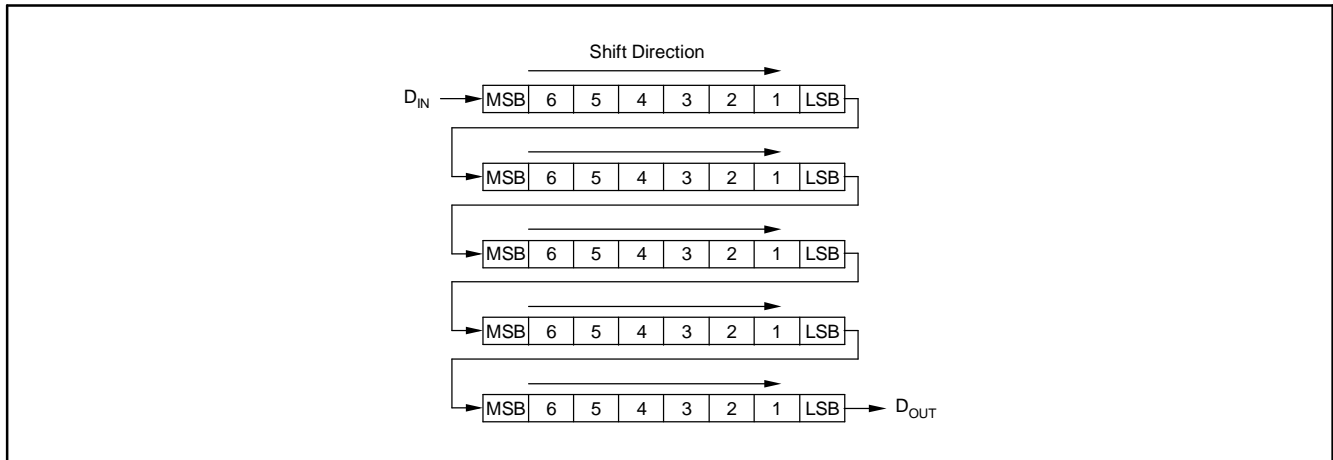 Shift Direction
D_IN MSB 6 5 4 3 2 1 LSB
MSB 6 5 4 3 2 1 LSB
MSB 6 5 4 3 2 1 LSB
MSB 6 5 4 3 2 1 LSB
MSB 6 5 4 3 2 1 LSB D_OUT